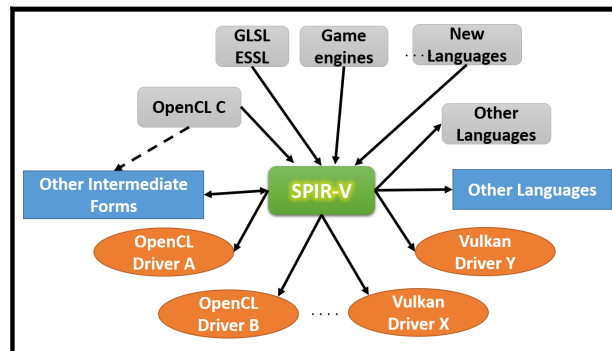 GLSL
ESSL
Game
engines
....
New
Languages
OpenCL C
Other
Languages
Other Intermediate
Forms
SPIR-V
Other Languages
OpenCL
Driver A
Vulkan
Driver Y
OpenCL
Driver B
....
Vulkan
Driver X